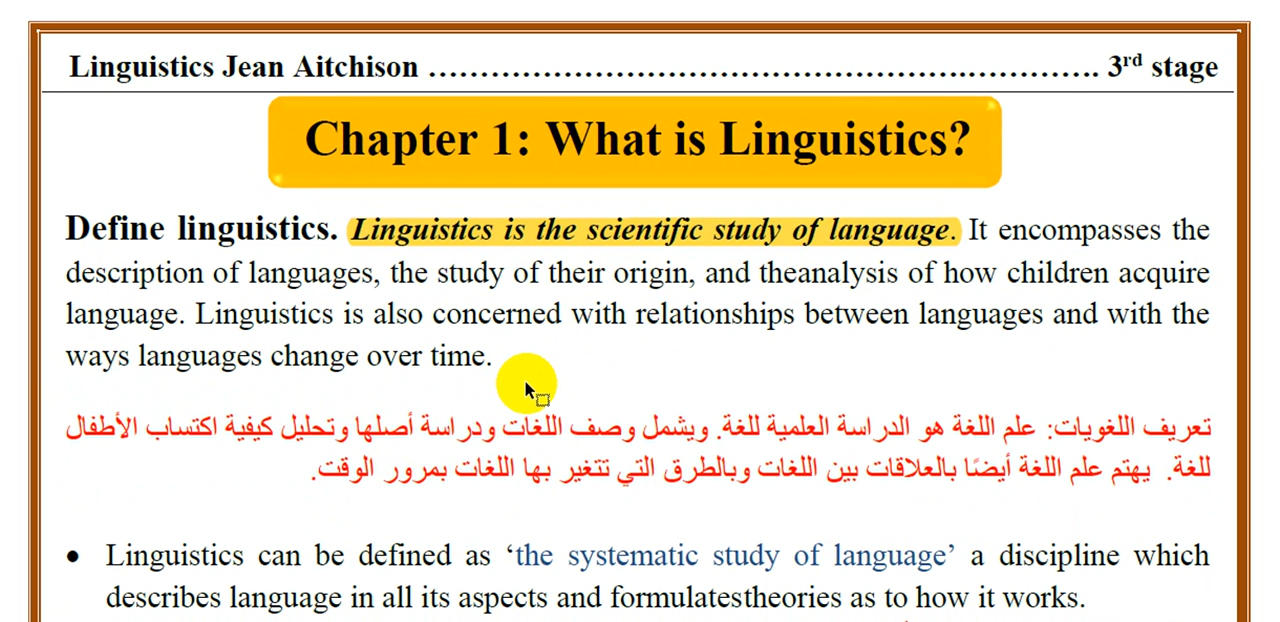 Linguistics Jean Aitchison ……………………………………………………….. 3rd stage
Chapter 1: What is Linguistics?
Define linguistics. Linguistics is the scientific study of language. It encompasses the
description of languages, the study of their origin, and theanalysis of how children acquire
language. Linguistics is also concerned with relationships between languages and with the
ways languages change over time.
تعريف اللغويات: علم اللغة هو الدراسة العلمية للغة. ويشمل وصف اللغات ودراسة أصلها وتحليل كيفية اكتساب الأطفال
للغة. يهتم علم اللغة أيضًا بالعلاقات بين اللغات وبالطرق التي تتغير بها اللغات بمرور الوقت.
• Linguistics can be defined as ‘the systematic study of language’ a discipline which
describes language in all its aspects and formulatestheories as to how it works.